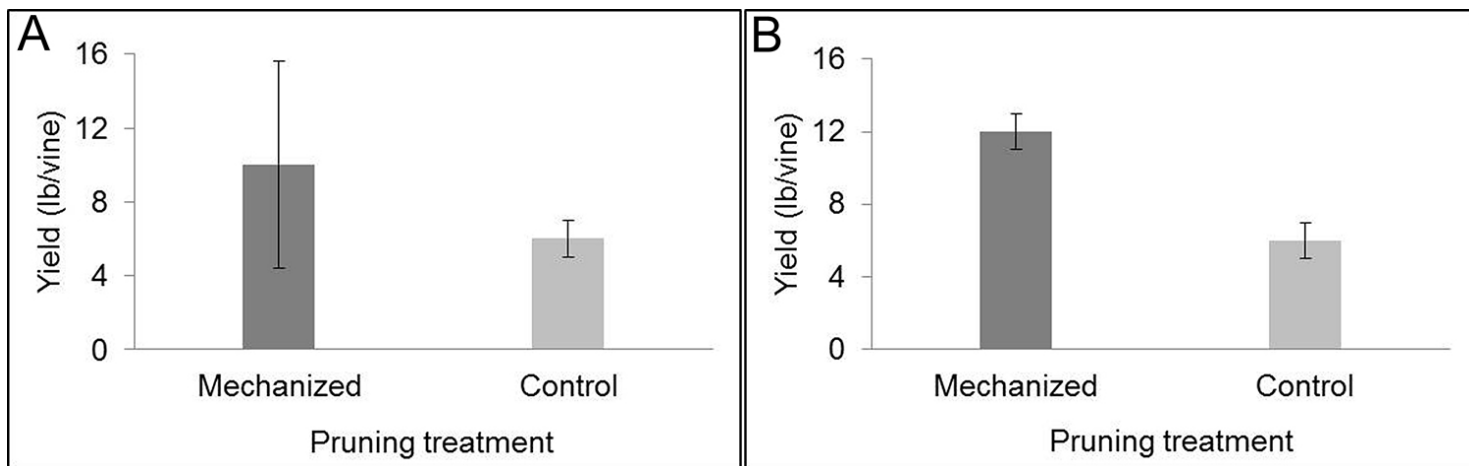 A
Yield (lb/vine)
16
12
8
4
0
Mechanized Control
Pruning treatment
B
Yield (lb/vine)
16
12
8
4
0
Mechanized Control
Pruning treatment